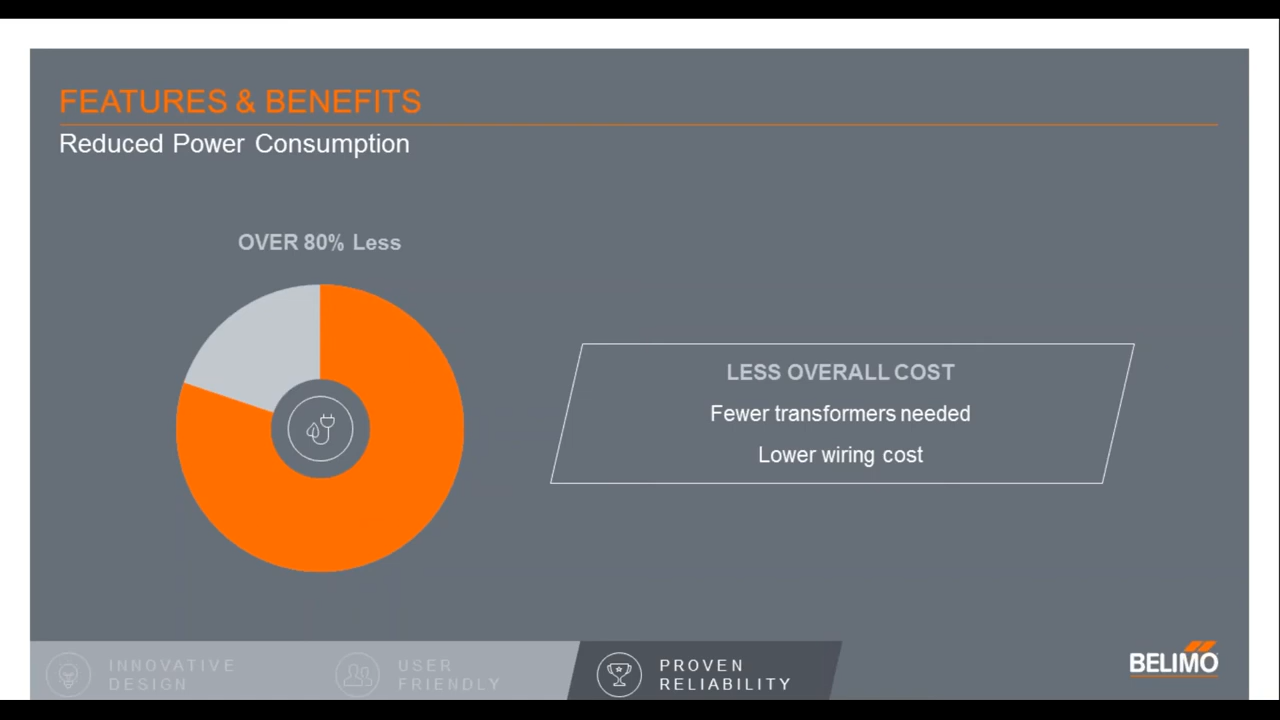 FEATURES & BENEFITS
Reduced Power Consumption
OVER 80% Less
LESS OVERALL COST
Fewer transformers needed
Lower wiring cost
INNOVATIVE
DESIGN
USER
FRIENDLY
PROVEN
RELIABILITY
BELIMO